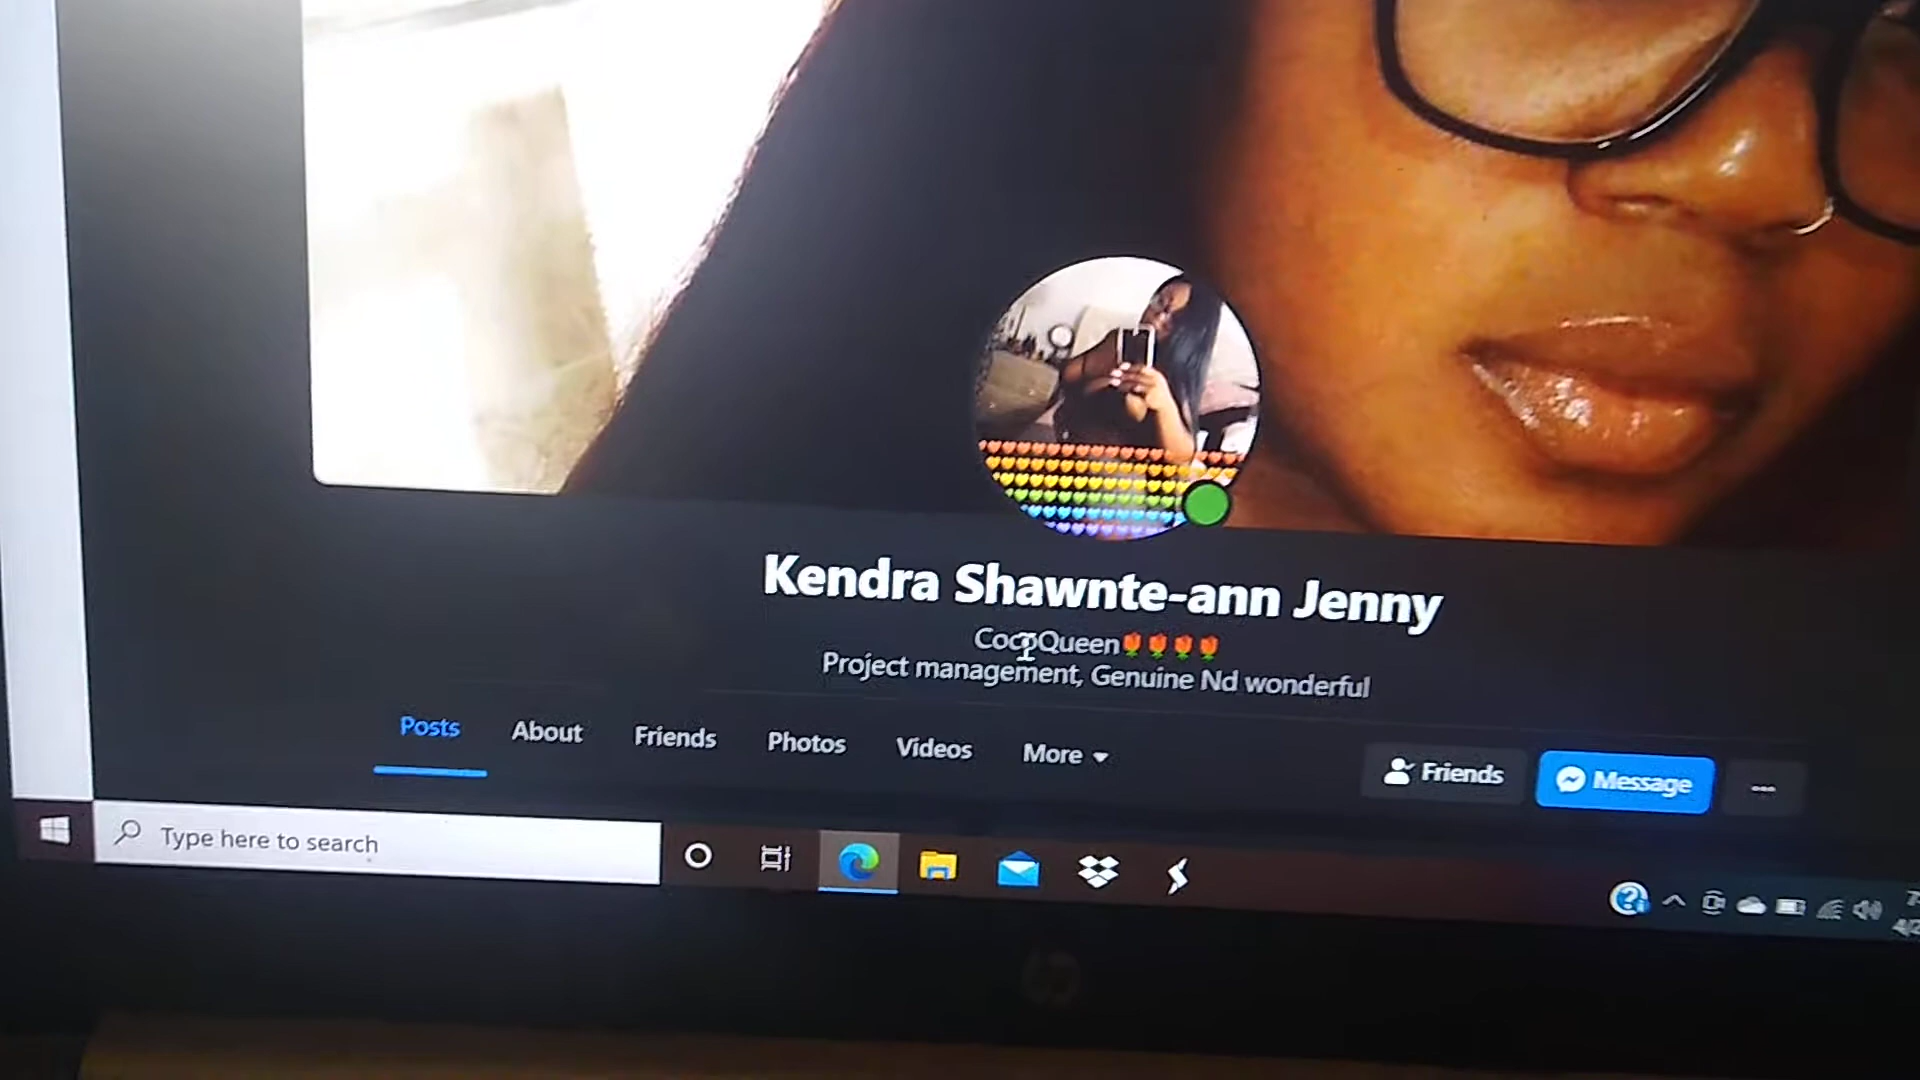 Kendra Shawnte-ann Jenny
CocoQueen🌷🌷🌷🌷
Project management, Genuine Nd wonderful
Posts
About
Friends
Photos
Videos
More
Friends
Message
Type here to search